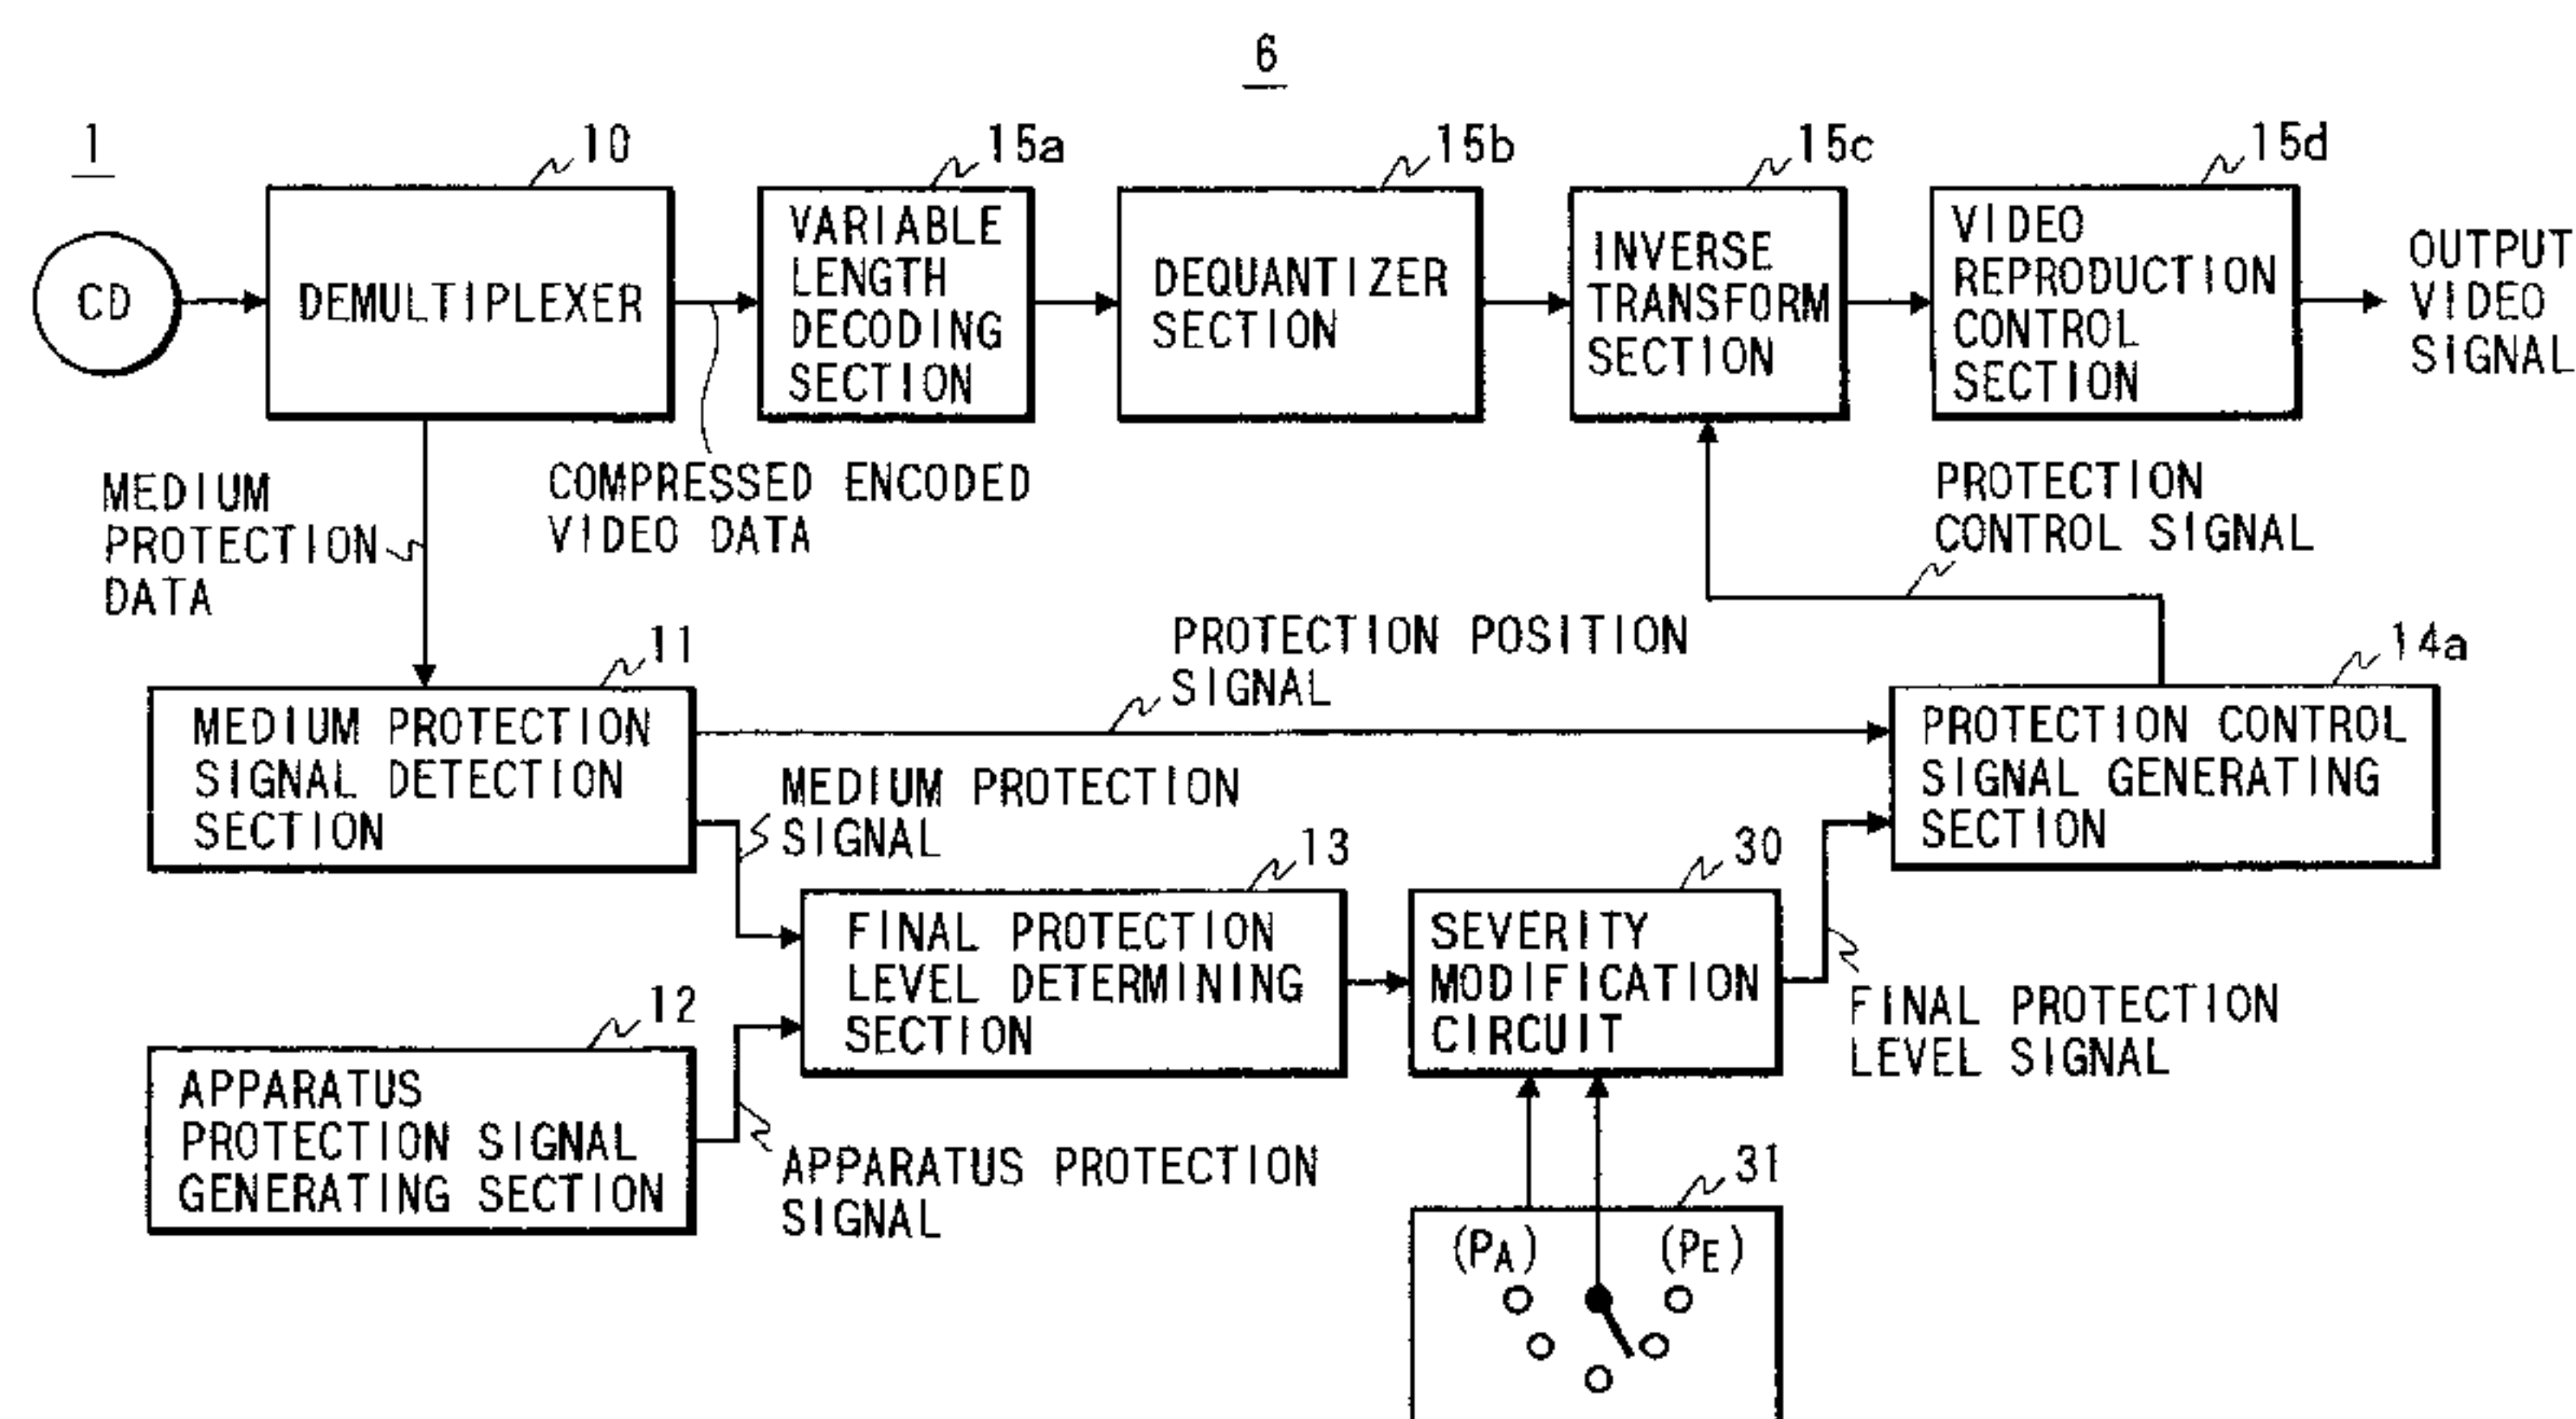 6
1
10
15a
15b
15c
15d
CD
DEMULTIPLEXER
VARIABLE
LENGTH
DECODING
SECTION
DEQUANTIZER
SECTION
INVERSE
TRANSFORM
SECTION
VIDEO
REPRODUCTION
CONTROL
SECTION
OUTPUT
VIDEO
SIGNAL
MEDIUM
PROTECTION
DATA
COMPRESSED ENCODED
VIDEO DATA
PROTECTION
CONTROL SIGNAL
11
PROTECTION POSITION
SIGNAL
14a
MEDIUM PROTECTION
SIGNAL DETECTION
SECTION
MEDIUM PROTECTION
SIGNAL
PROTECTION CONTROL
SIGNAL GENERATING
SECTION
13
30
FINAL PROTECTION
LEVEL DETERMINING
SECTION
SEVERITY
MODIFICATION
CIRCUIT
FINAL PROTECTION
LEVEL SIGNAL
12
APPARATUS
PROTECTION SIGNAL
GENERATING SECTION
APPARATUS PROTECTION
SIGNAL
31
(PA) (PE)